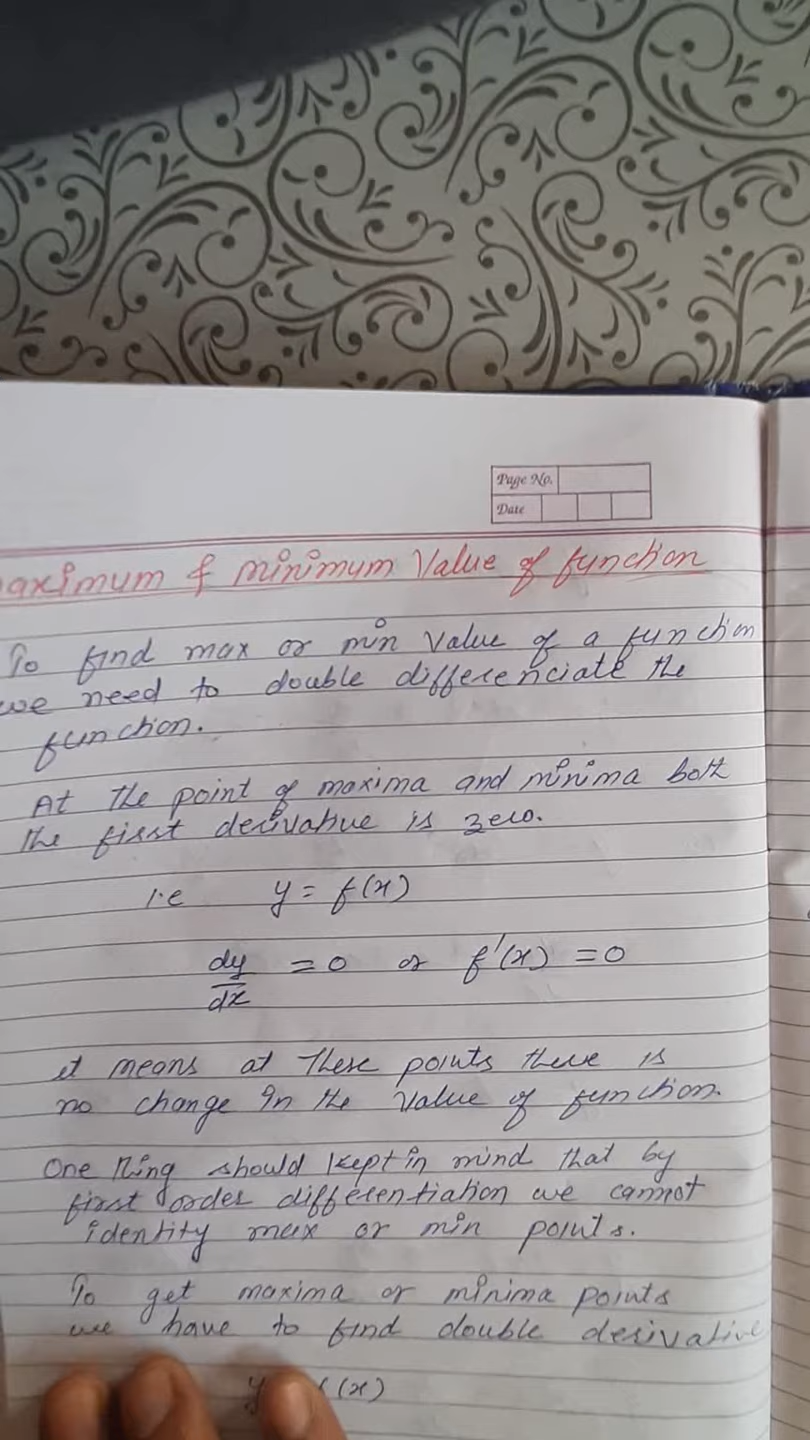 Page No.
Date
aximum & minimum Value of function
To find max or min value of a function
we need to double differenciate the
function.
At the point of maxima and minima both
the first derivative is zero.
i.e y = f(x)
dy/dx = 0 or f'(x) = 0
it means at these points there is
no change in the value of function.
One thing should kept in mind that by
first order differentiation we cannot
identity max or min points.
To get maxima or minima points
we have to find double derivative
y (x)